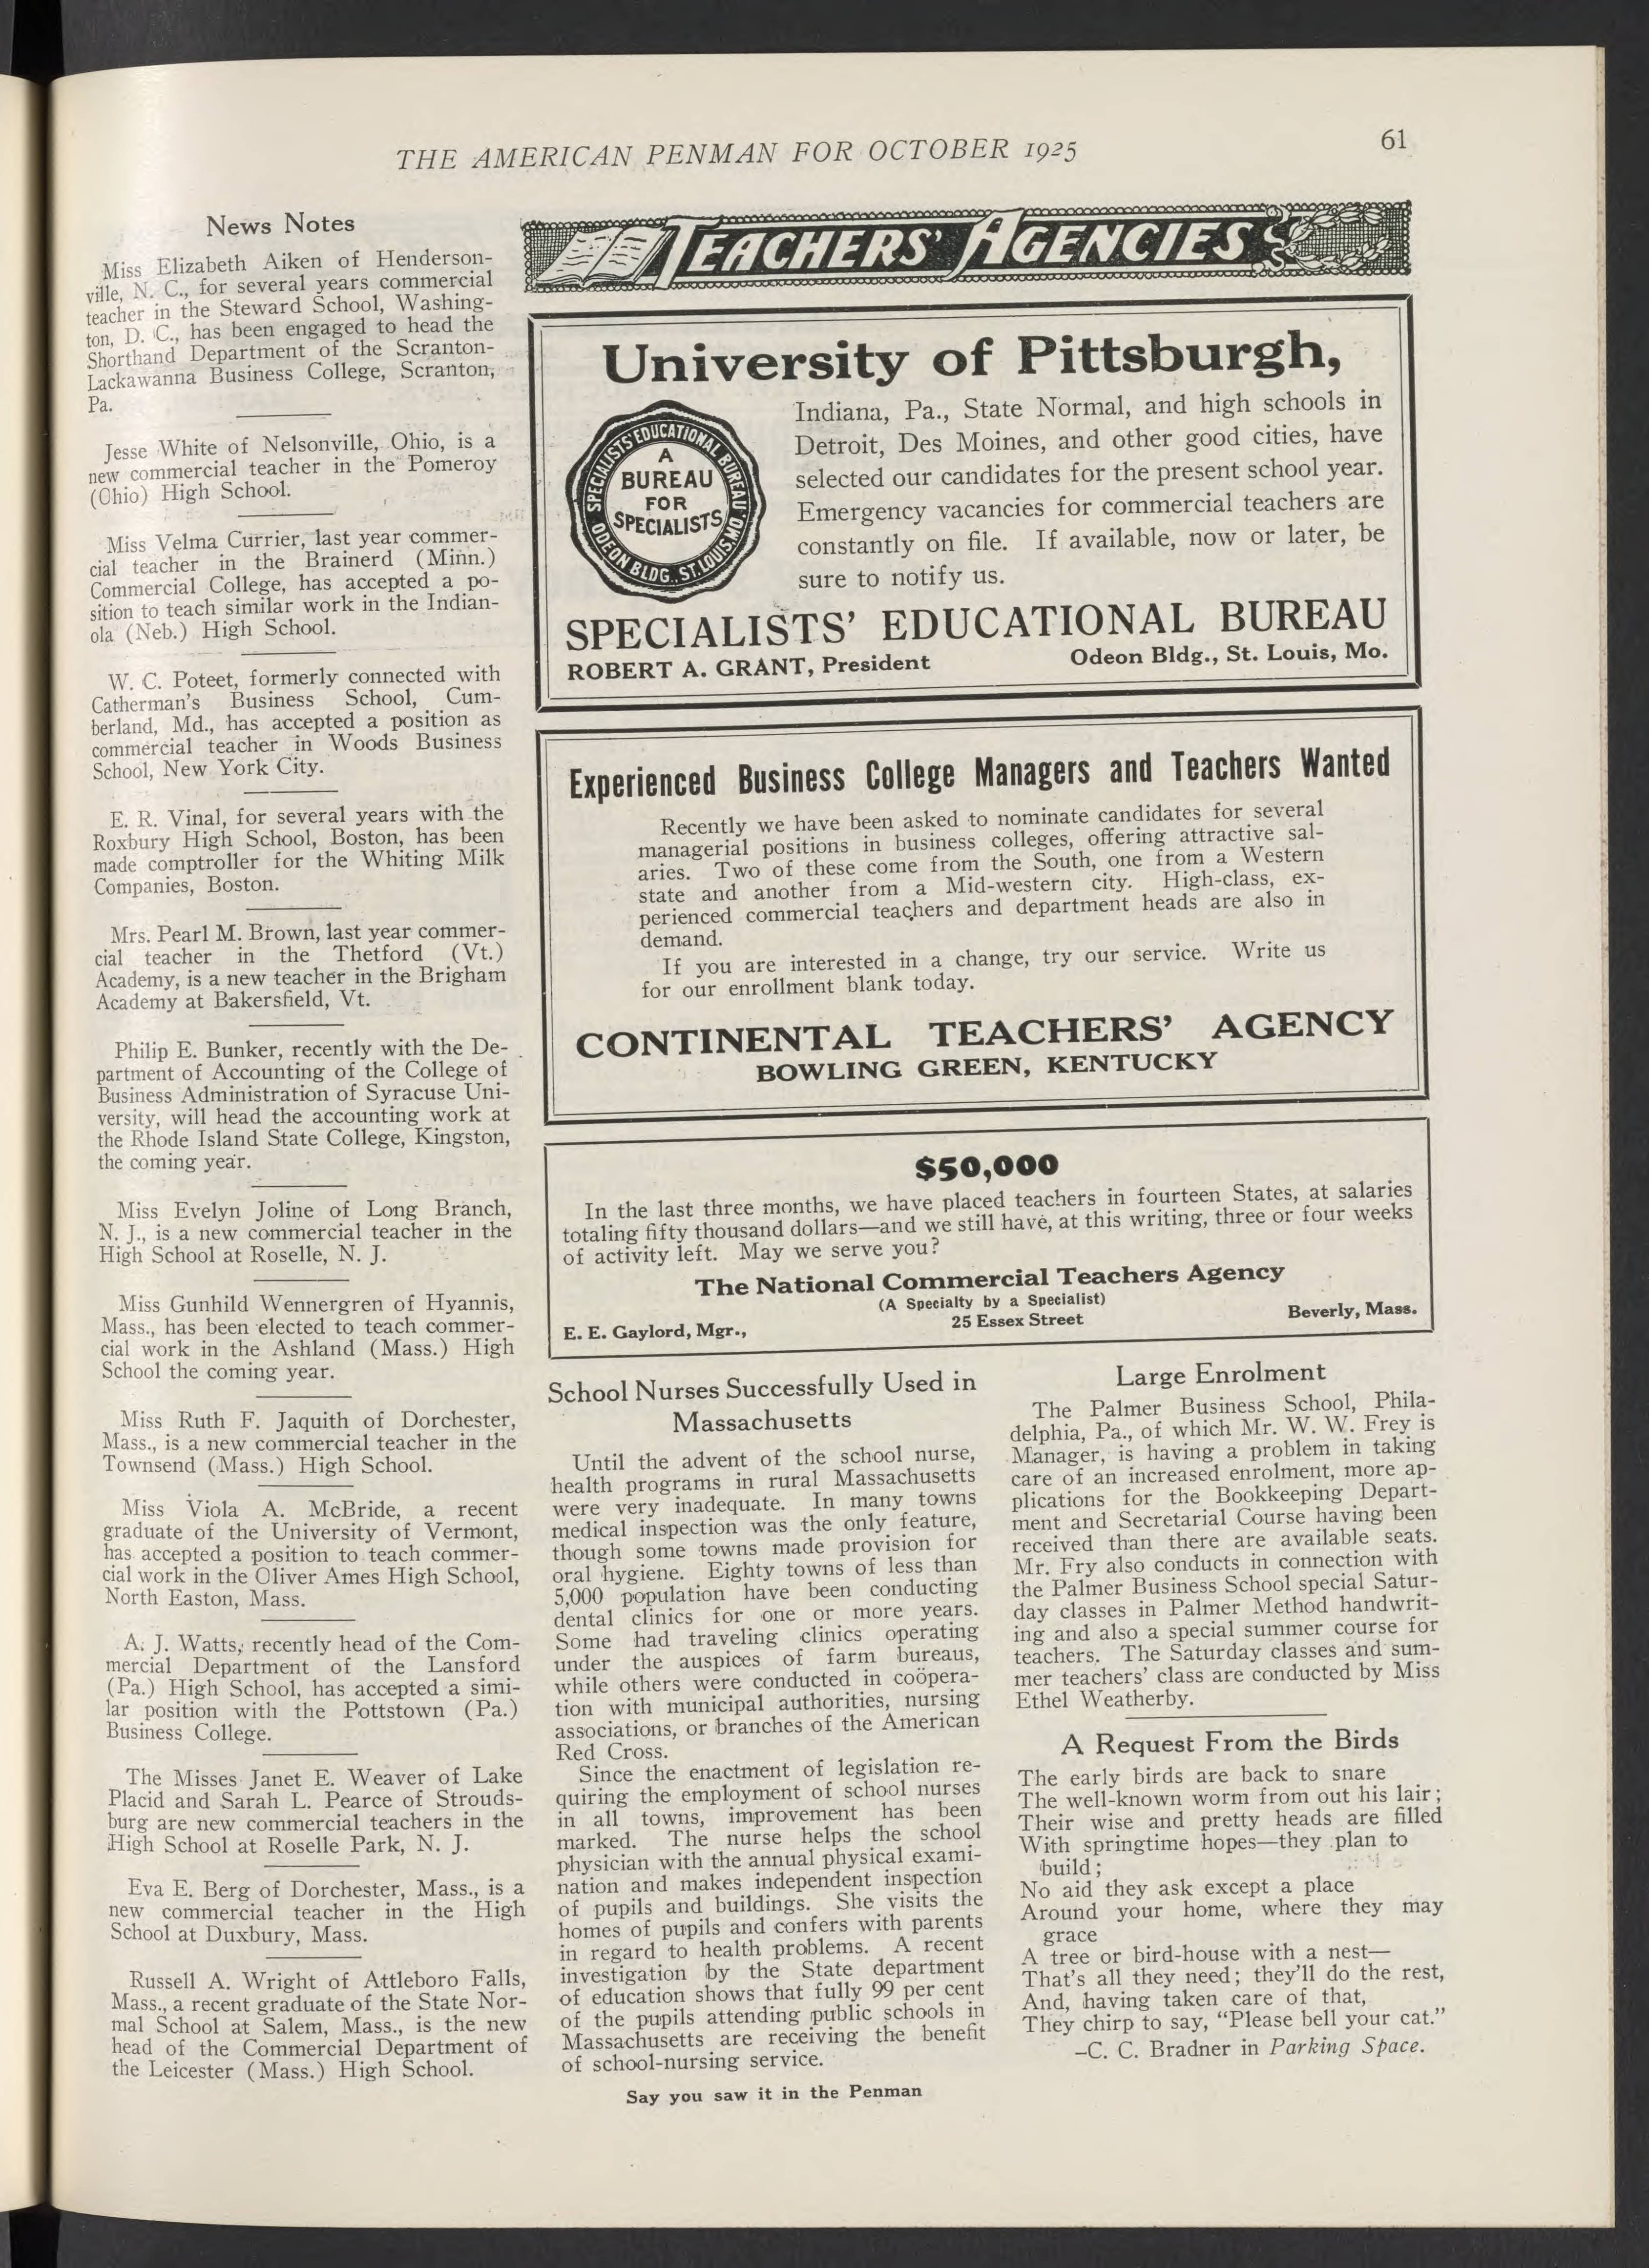 THE AMERICAN PENMAN FOR OCTOBER 1925
61
News Notes
Miss Elizabeth Aiken of Henderson-
ville, N. C., for several years commercial
teacher in the Steward School, Washing-
ton, D. C., has been engaged to head the
Shorthand Department of the Scranton-
Lackawanna Business College, Scranton,
Pa.
Jesse White of Nelsonville, Ohio, is a
new commercial teacher in the Pomeroy
(Ohio) High School.
Miss Velma Currier, last year commer-
cial teacher in the Brainerd (Minn.)
Commercial College, has accepted a po-
sition to teach similar work in the Indian-
ola (Neb.) High School.
W. C. Poteet, formerly connected with
Catherman's Business School, Cum-
berland, Md., has accepted a position as
commercial teacher in Woods Business
School, New York City.
E. R. Vinal, for several years with the
Roxbury High School, Boston, has been
made comptroller for the Whiting Milk
Companies, Boston.
Mrs. Pearl M. Brown, last year commer-
cial teacher in the Thetford (Vt.)
Academy, is a new teacher in the Brigham
Academy at Bakersfield, Vt.
Philip E. Bunker, recently with the De-
partment of Accounting of the College of
Business Administration of Syracuse Uni-
versity, will head the accounting work at
the Rhode Island State College, Kingston,
the coming year.
Miss Evelyn Joline of Long Branch,
N. J., is a new commercial teacher in the
High School at Roselle, N. J.
Miss Gunhild Wennergren of Hyannis,
Mass., has been elected to teach commer-
cial work in the Ashland (Mass.) High
School the coming year.
Miss Ruth F. Jaquith of Dorchester,
Mass., is a new commercial teacher in the
Townsend (Mass.) High School.
Miss Viola A. McBride, a recent
graduate of the University of Vermont,
has accepted a position to teach commer-
cial work in the Oliver Ames High School,
North Easton, Mass.
A. J. Watts, recently head of the Com-
mercial Department of the Lansford
(Pa.) High School, has accepted a simi-
lar position with the Pottstown (Pa.)
Business College.
The Misses Janet E. Weaver of Lake
Placid and Sarah L. Pearce of Strouds-
burg are new commercial teachers in the
High School at Roselle Park, N. J.
Eva E. Berg of Dorchester, Mass., is a
new commercial teacher in the High
School at Duxbury, Mass.
Russell A. Wright of Attleboro Falls,
Mass., a recent graduate of the State Nor-
mal School at Salem, Mass., is the new
head of the Commercial Department of
the Leicester (Mass.) High School.
TEACHERS' AGENCIES
University of Pittsburgh,
SPECIALISTS EDUCATIONAL BUREAU
A
BUREAU
FOR
SPECIALISTS
ODEON BLDG., ST. LOUIS, MO.
Indiana, Pa., State Normal, and high schools in
Detroit, Des Moines, and other good cities, have
selected our candidates for the present school year.
Emergency vacancies for commercial teachers are
constantly on file. If available, now or later, be
sure to notify us.
SPECIALISTS' EDUCATIONAL BUREAU
ROBERT A. GRANT, President Odeon Bldg., St. Louis, Mo.
Experienced Business College Managers and Teachers Wanted
Recently we have been asked to nominate candidates for several
managerial positions in business colleges, offering attractive sal-
aries. Two of these come from the South, one from a Western
state and another from a Mid-western city. High-class, ex-
perienced commercial teachers and department heads are also in
demand.
If you are interested in a change, try our service. Write us
for our enrollment blank today.
CONTINENTAL TEACHERS' AGENCY
BOWLING GREEN, KENTUCKY
$50,000
In the last three months, we have placed teachers in fourteen States, at salaries
totaling fifty thousand dollars—and we still have, at this writing, three or four weeks
of activity left. May we serve you?
The National Commercial Teachers Agency
(A Specialty by a Specialist)
E. E. Gaylord, Mgr., 25 Essex Street Beverly, Mass.
School Nurses Successfully Used in
Massachusetts
Until the advent of the school nurse,
health programs in rural Massachusetts
were very inadequate. In many towns
medical inspection was the only feature,
though some towns made provision for
oral hygiene. Eighty towns of less than
5,000 population have been conducting
dental clinics for one or more years.
Some had traveling clinics operating
under the auspices of farm bureaus,
while others were conducted in coöpera-
tion with municipal authorities, nursing
associations, or branches of the American
Red Cross.
Since the enactment of legislation re-
quiring the employment of school nurses
in all towns, improvement has been
marked. The nurse helps the school
physician with the annual physical exami-
nation and makes independent inspection
of pupils and buildings. She visits the
homes of pupils and confers with parents
in regard to health problems. A recent
investigation by the State department
of education shows that fully 99 per cent
of the pupils attending public schools in
Massachusetts are receiving the benefit
of school-nursing service.
Large Enrolment
The Palmer Business School, Phila-
delphia, Pa., of which Mr. W. W. Frey is
Manager, is having a problem in taking
care of an increased enrolment, more ap-
plications for the Bookkeeping Depart-
ment and Secretarial Course having been
received than there are available seats.
Mr. Fry also conducts in connection with
the Palmer Business School special Satur-
day classes in Palmer Method handwrit-
ing and also a special summer course for
teachers. The Saturday classes and sum-
mer teachers' class are conducted by Miss
Ethel Weatherby.
A Request From the Birds
The early birds are back to snare
The well-known worm from out his lair;
Their wise and pretty heads are filled
With springtime hopes—they plan to
build;
No aid they ask except a place
Around your home, where they may
grace
A tree or bird-house with a nest—
That's all they need; they'll do the rest,
And, having taken care of that,
They chirp to say, "Please bell your cat."
–C. C. Bradner in Parking Space.
Say you saw it in the Penman